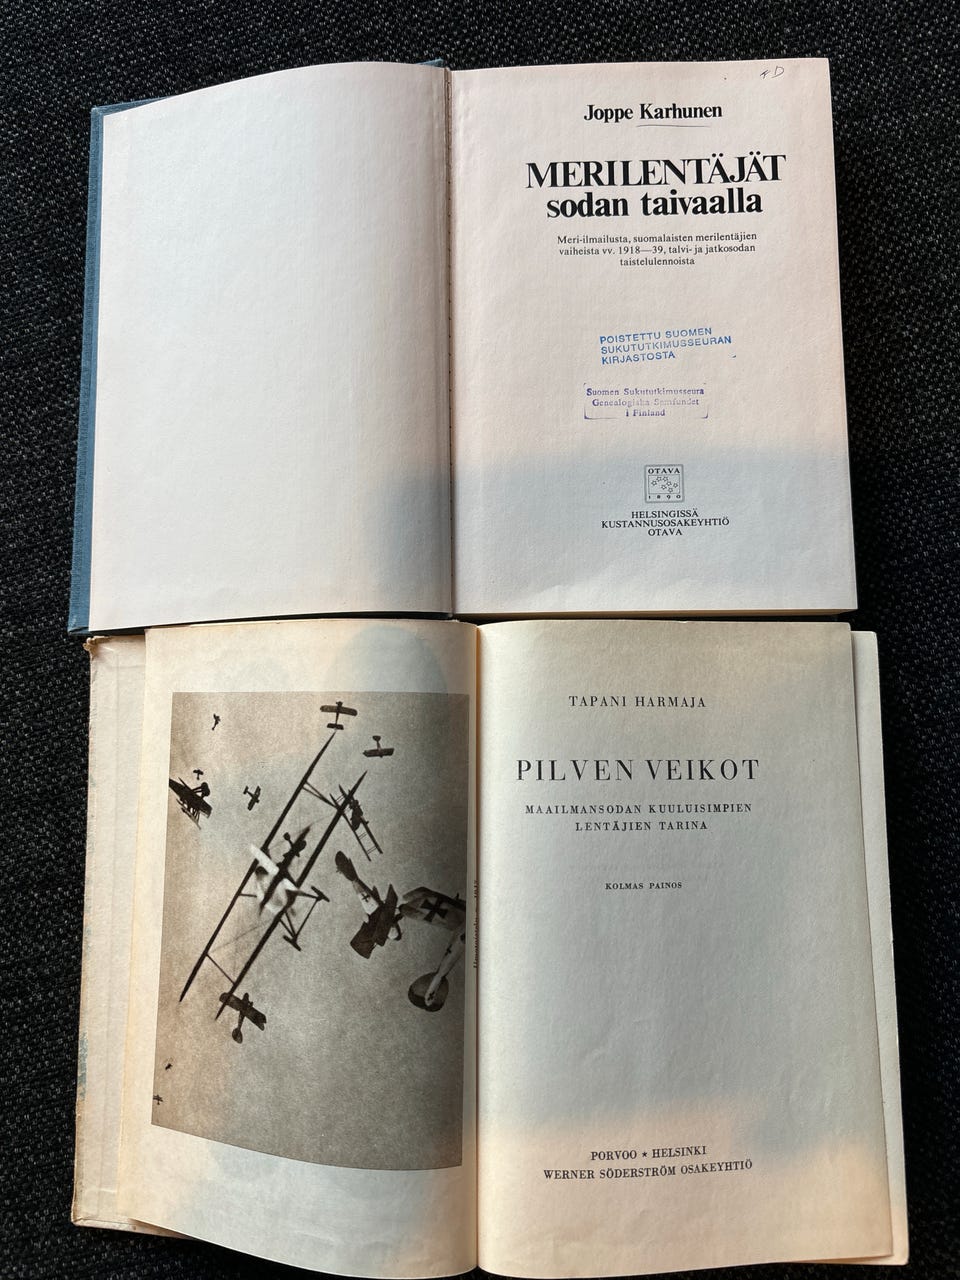 Joppe Karhunen
MERILENTÄJÄT
sodan taivaalla
Meri-ilmailusta, suomalaisten merilentäjien
vaiheista vv. 1918—39, talvi- ja jatkosodan
taistelulennoista
POISTETTU SUOMEN
SUKUTUTKIMUSSEURAN
KIRJASTOSTA
Suomen Sukututkimusseura
Genealogiska Samfundet
i Finland
OTAVA
1890
HELSINGISSÄ
KUSTANNUSOSAKEYHTIÖ
OTAVA
TAPANI HARMAJA
PILVEN VEIKOT
MAAILMANSODAN KUULUISIMPIEN
LENTÄJIEN TARINA
KOLMAS PAINOS
PORVOO ★ HELSINKI
WERNER SÖDERSTRÖM OSAKEYHTIÖ